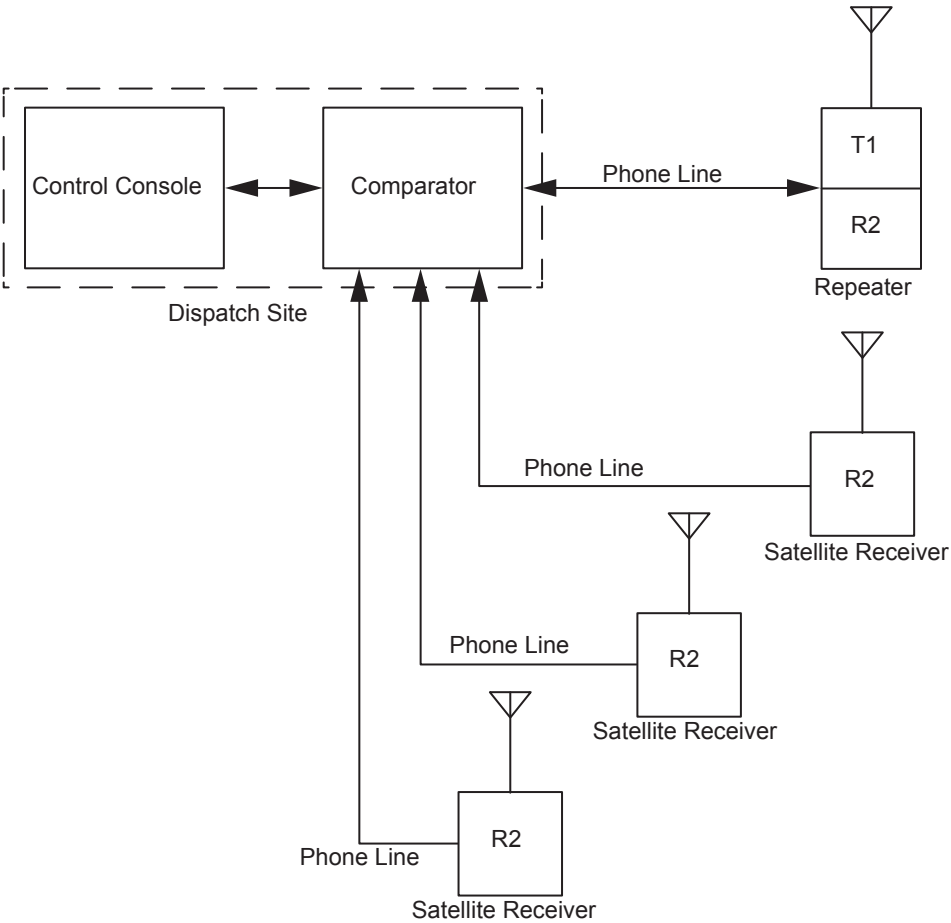 T1
Phone Line
Control Console
Comparator
R2
Repeater
Dispatch Site
Phone Line
R2
Satellite Receiver
Phone Line
R2
Satellite Receiver
R2
Phone Line
Satellite Receiver